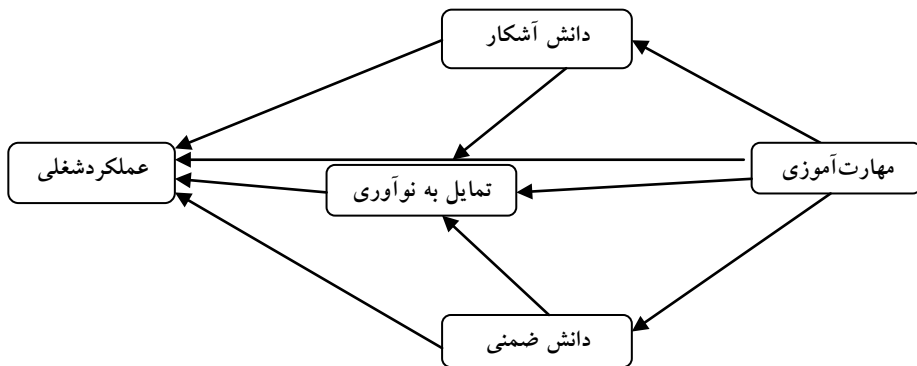 دانش آشکار
مهارت‌آموزی
عملکردشغلی
تمایل به نوآوری
دانش ضمنی